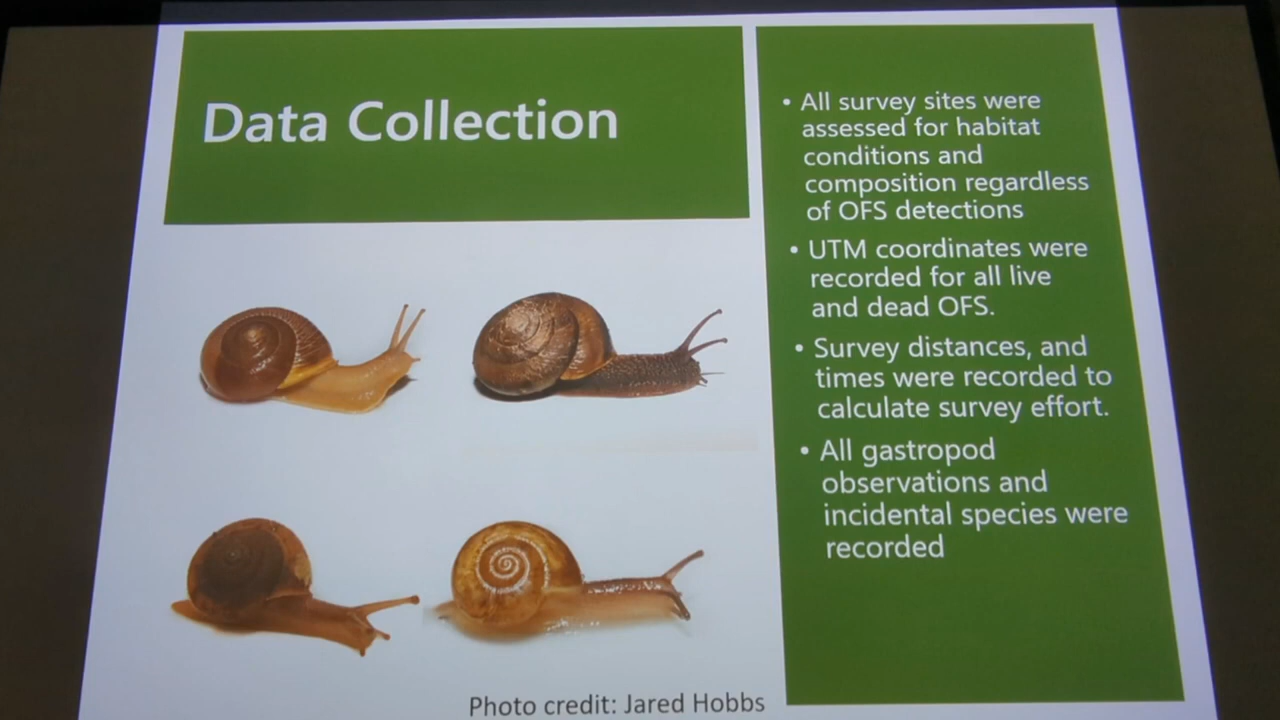 Data Collection
• All survey sites were
assessed for habitat
conditions and
composition regardless
of OFS detections
• UTM coordinates were
recorded for all live
and dead OFS.
• Survey distances, and
times were recorded to
calculate survey effort.
• All gastropod
observations and
incidental species were
recorded
Photo credit: Jared Hobbs